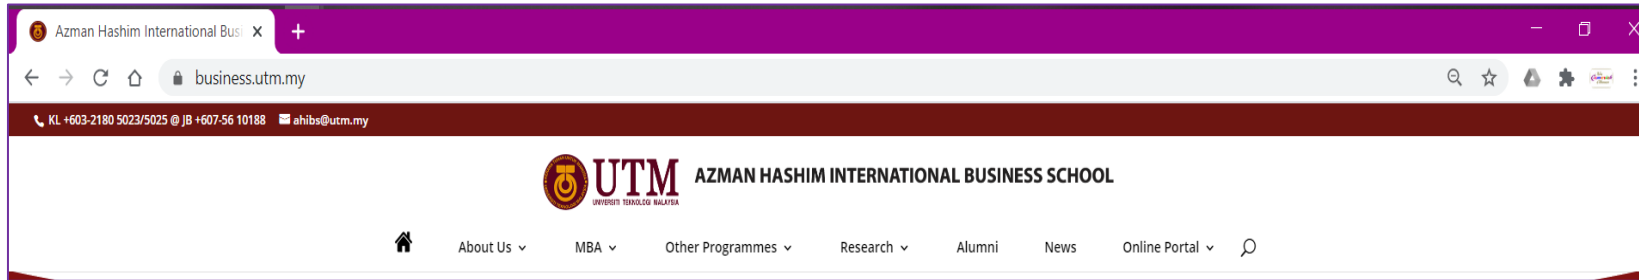 Azman Hashim International Bus
business.utm.my
KL +603-2180 5023/5025 @ JB +607-56 10188 ahibs@utm.my
UTM
UNIVERSITI TEKNOLOGI MALAYSIA
AZMAN HASHIM INTERNATIONAL BUSINESS SCHOOL
About Us MBA Other Programmes Research Alumni News Online Portal